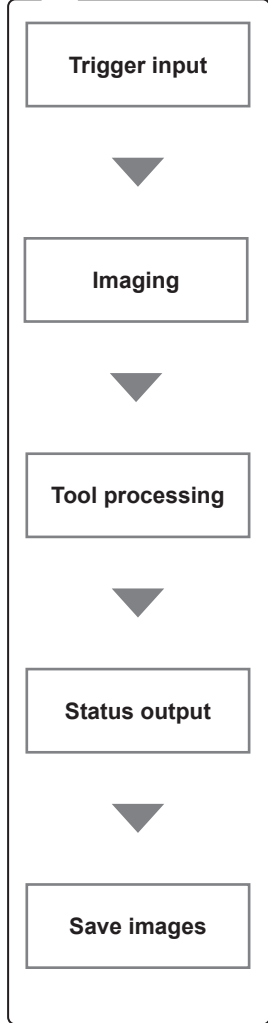 Trigger input
Imaging
Tool processing
Status output
Save images